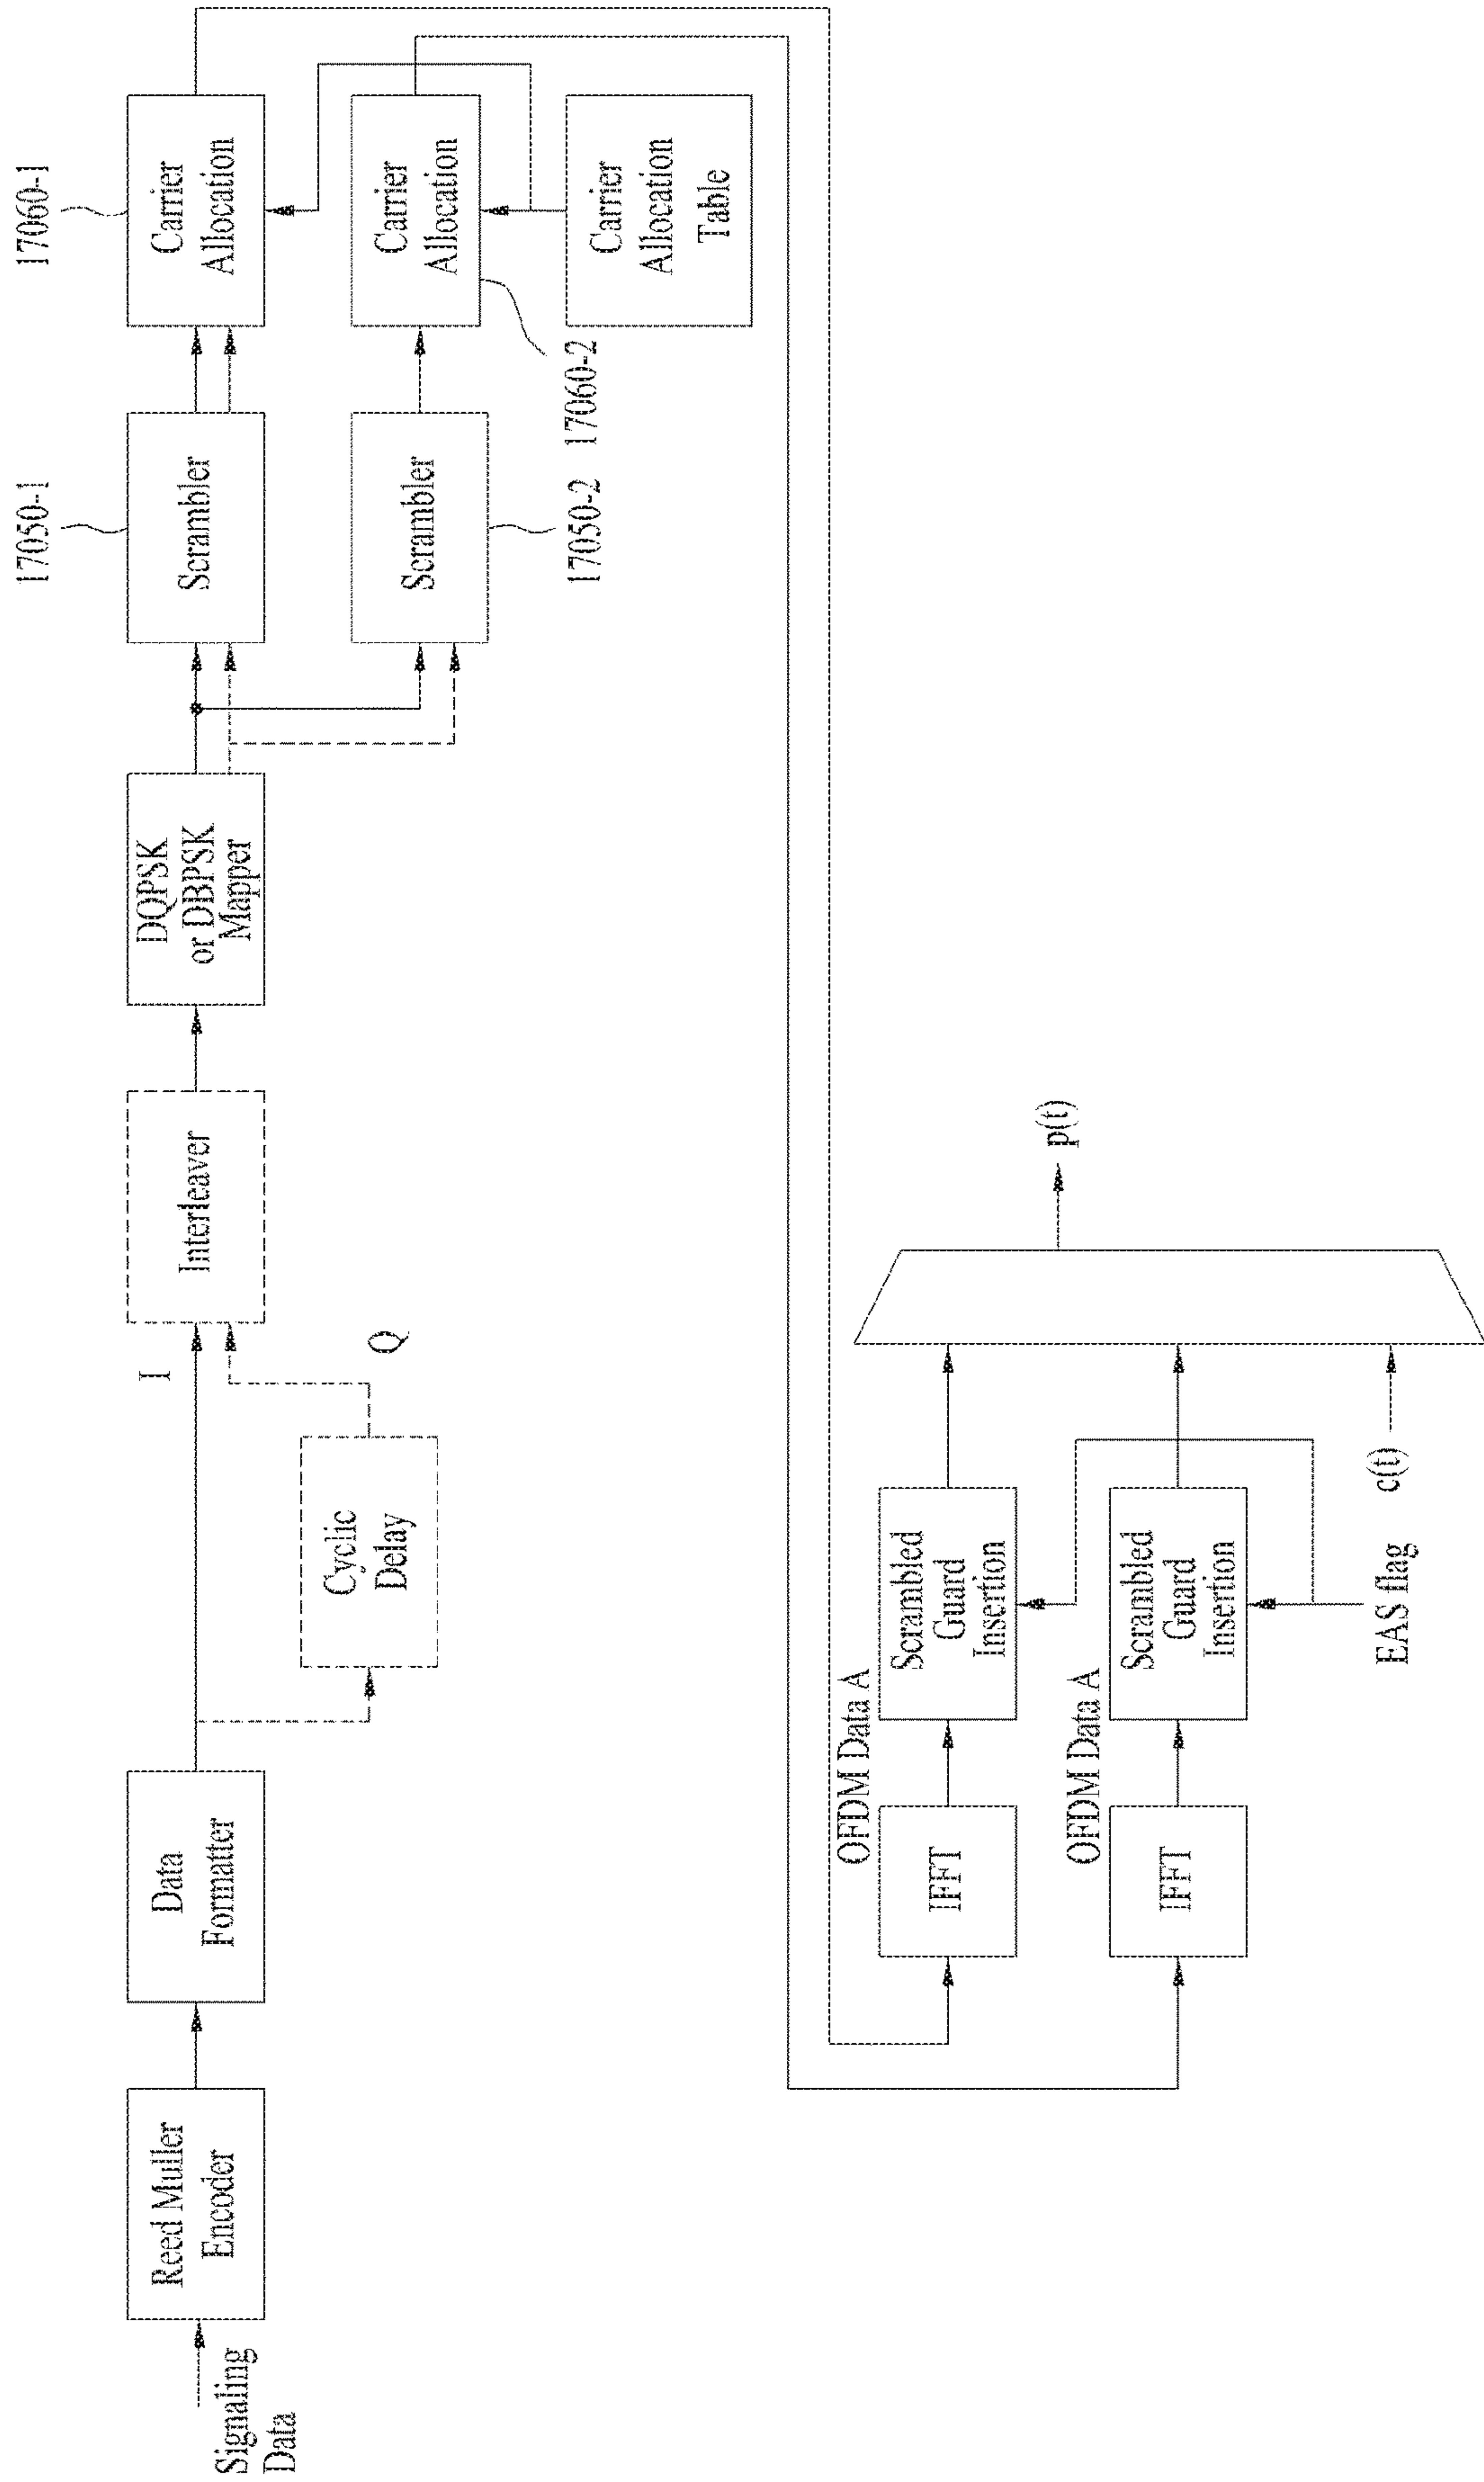 Signaling
Data
Reed Muller
Encoder
Data
Formatter
Cyclic
Delay
I
Q
Interleaver
DQPSK
or DBPSK
Mapper
17050-1
Scrambler
Scrambler
17050-2
17060-1
Carrier
Allocation
Carrier
Allocation
17060-2
Carrier
Allocation
Table
IFFT
OFDM Data A
Scrambled
Guard
Insertion
IFFT
OFDM Data A
Scrambled
Guard
Insertion
EAS flag
c(t)
p(t)